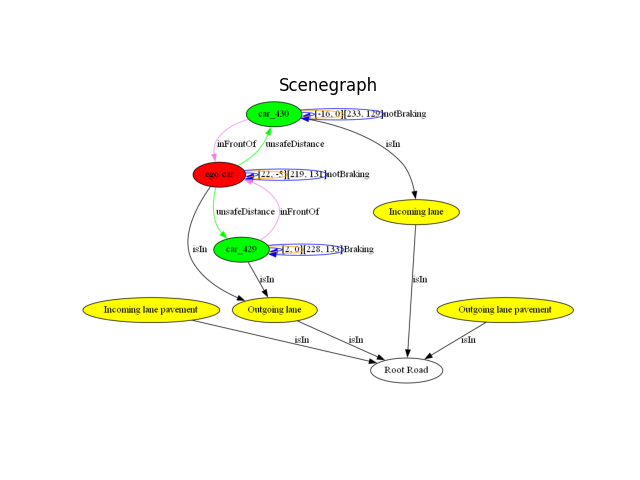 Scenegraph
car_430
[-16, 0]
[233, 129]
notBraking
inFrontOf
unsafeDistance
isIn
ego car
[22, -5]
[219, 131]
notBraking
Incoming lane
unsafeDistance
inFrontOf
isIn
car_429
[2, 0]
[228, 133]
Braking
isIn
isIn
Incoming lane pavement
Outgoing lane
Outgoing lane pavement
isIn
isIn
isIn
Root Road